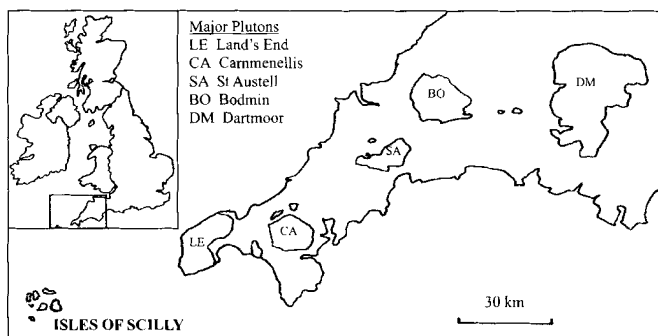 Major Plutons
LE Land's End
CA Carnmenellis
SA St Austell
BO Bodmin
DM Dartmoor
BO
DM
SA
LE
CA
ISLES OF SCILLY
30 km